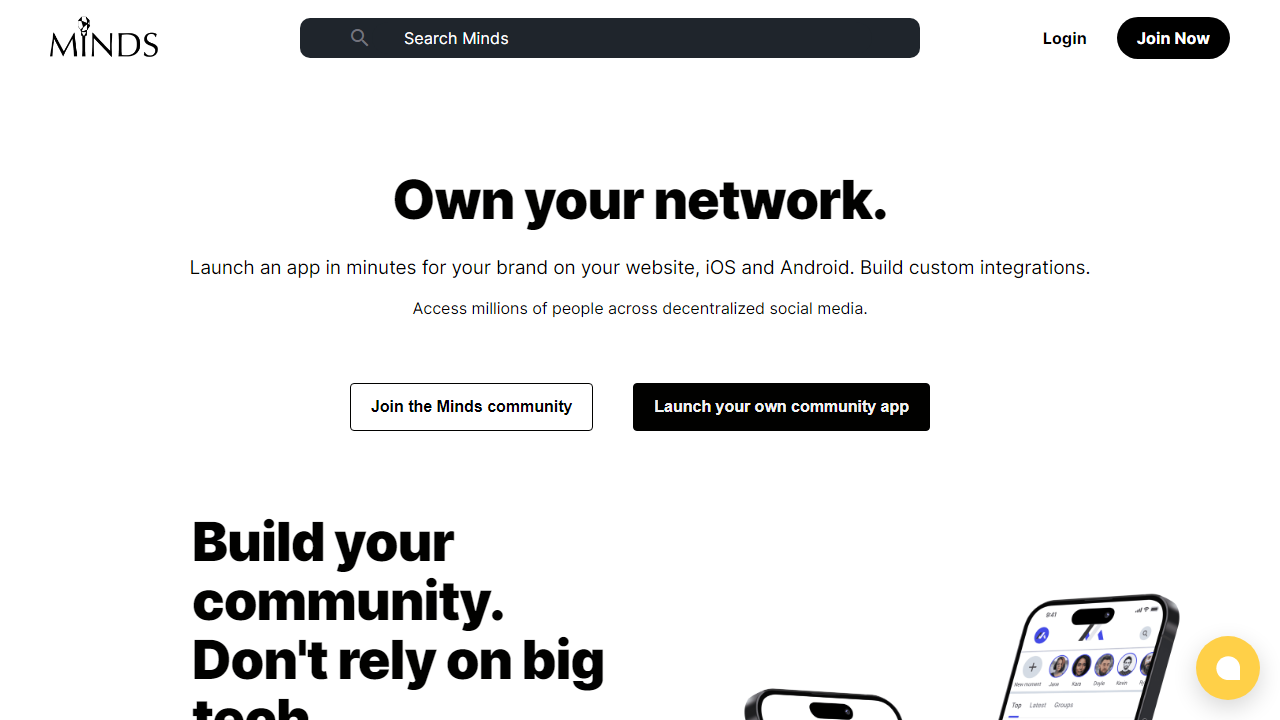 MINDS
Search Minds
Login
Join Now
Own your network.
Launch an app in minutes for your brand on your website, iOS and Android. Build custom integrations.
Access millions of people across decentralized social media.
Join the Minds community
Launch your own community app
Build your
community.
Don't rely on big
tech.
9:41
New moment
Jane
Kara
Doyle
Kevin
Top Latest Groups